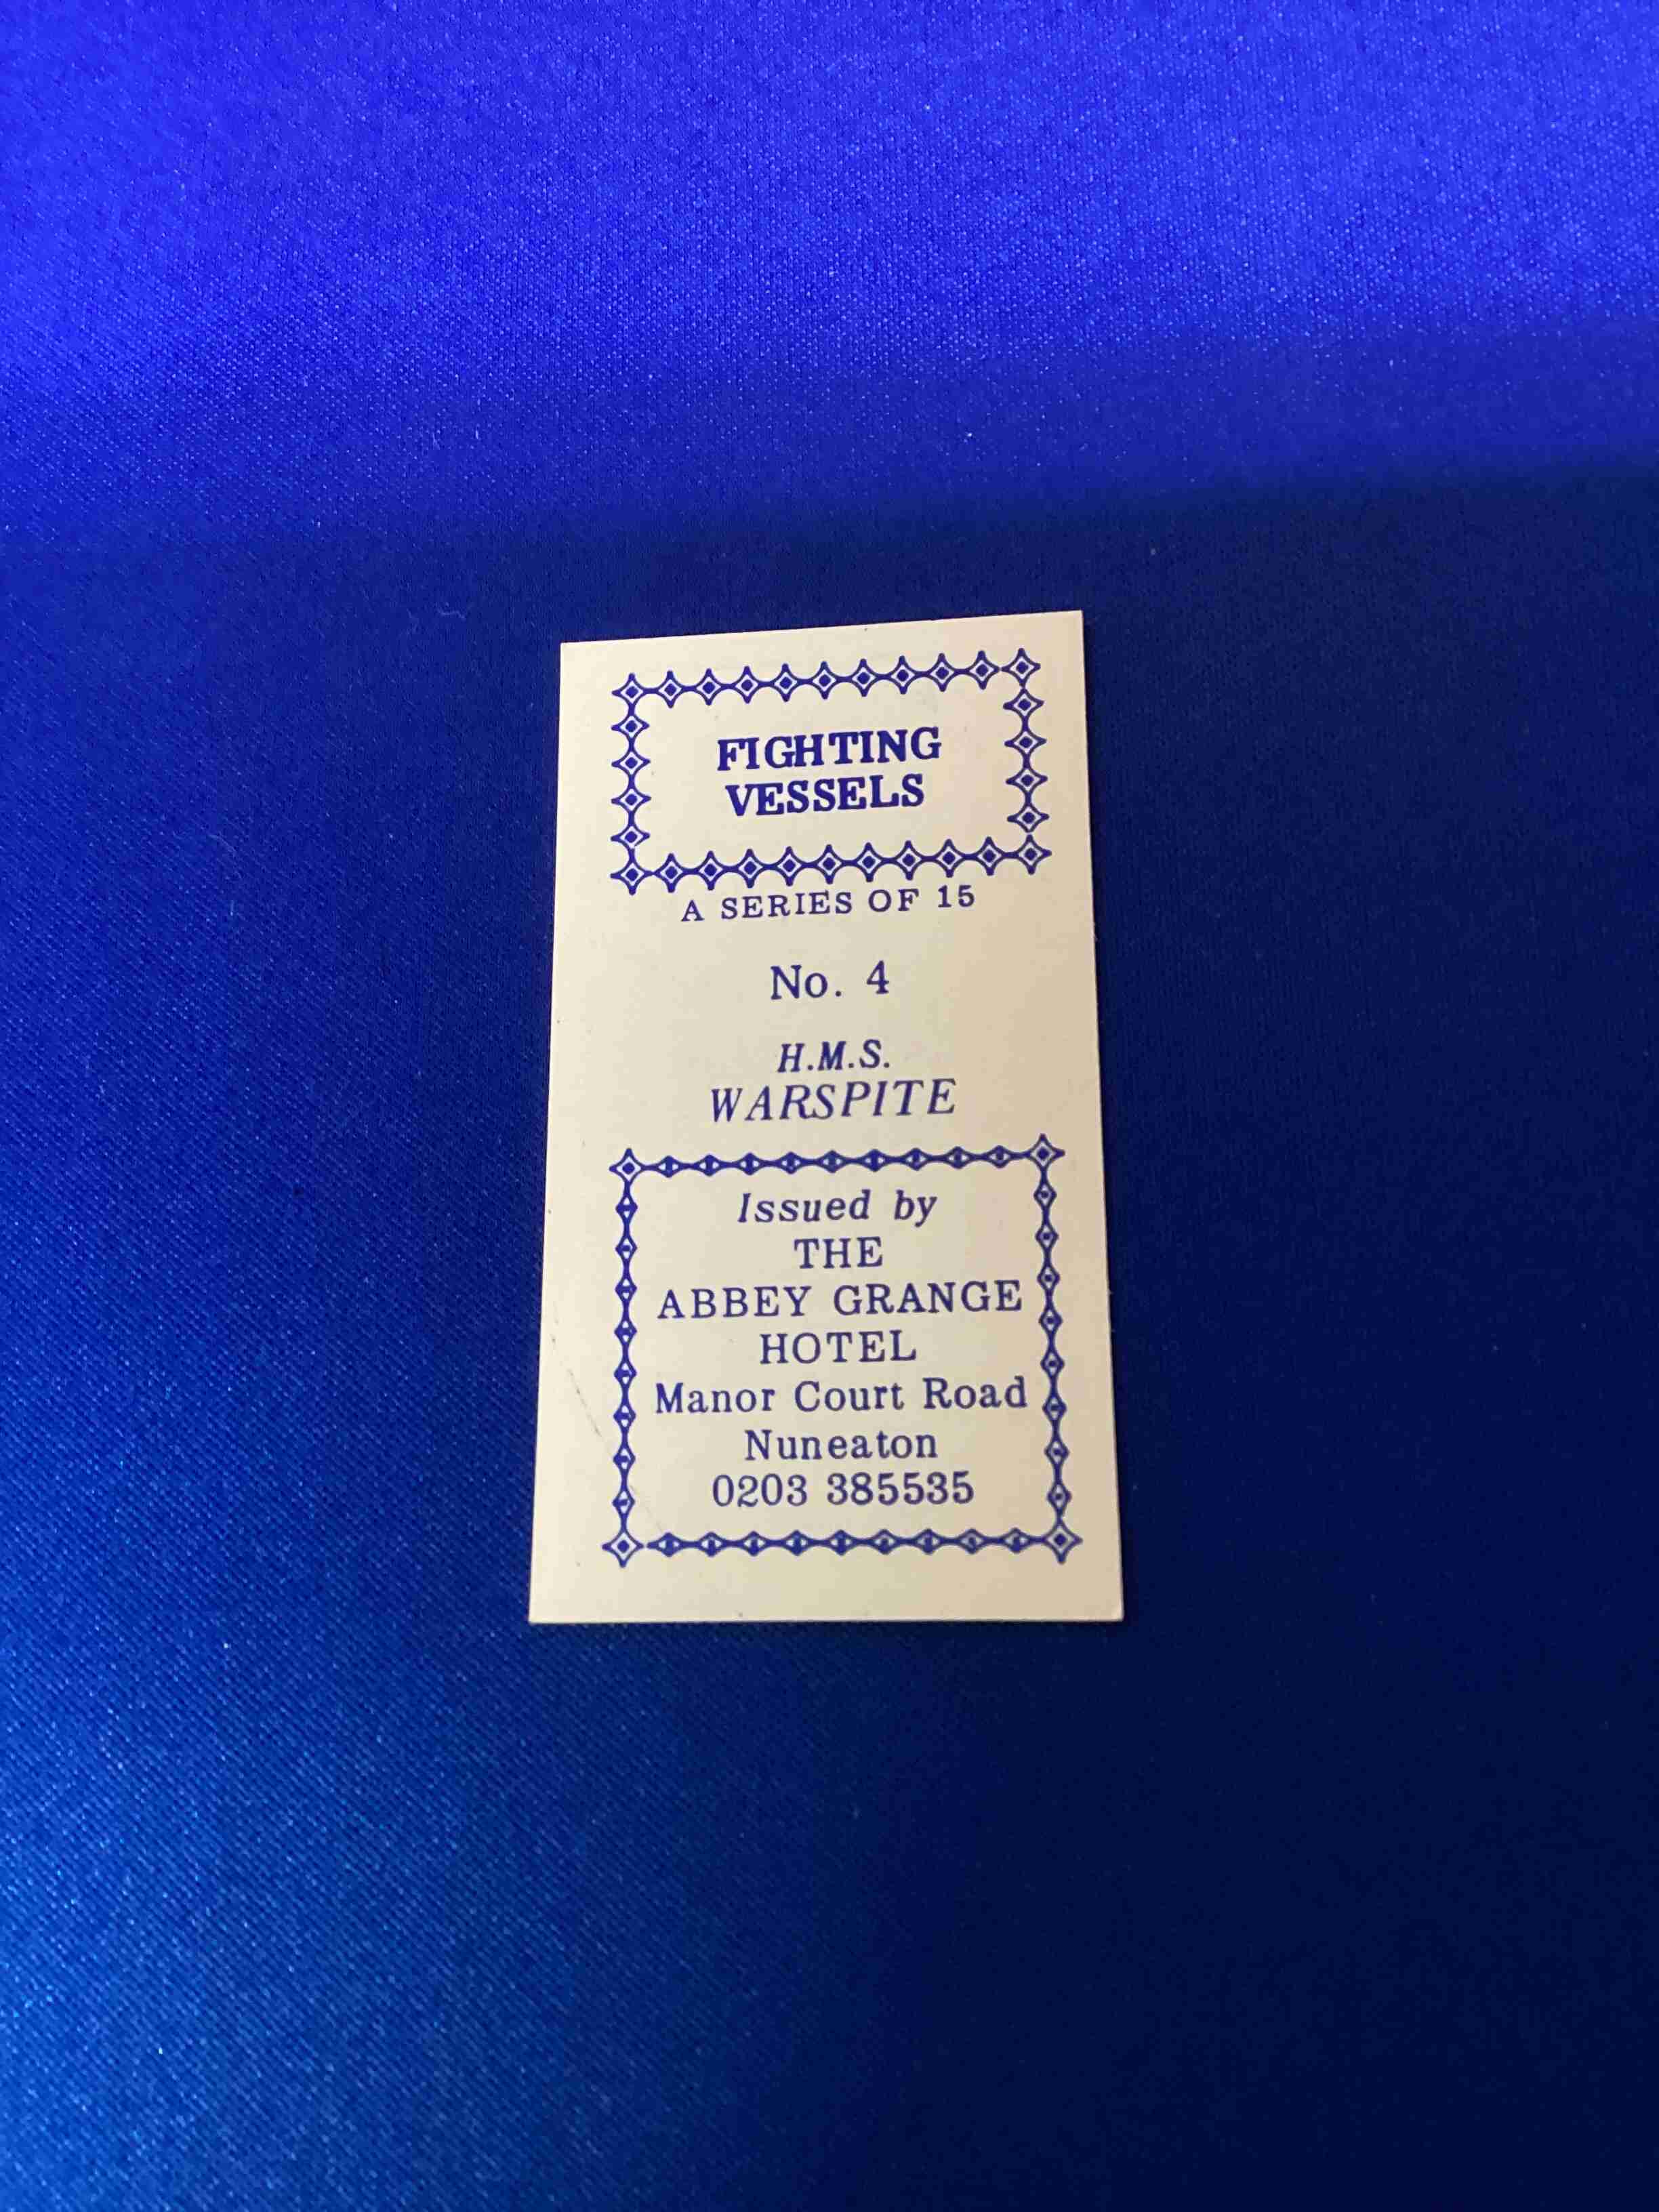 FIGHTING
VESSELS
A SERIES OF 15
No. 4
H.M.S.
WARSPITE
Issued by
THE
ABBEY GRANGE
HOTEL
Manor Court Road
Nuneaton
0203 385535